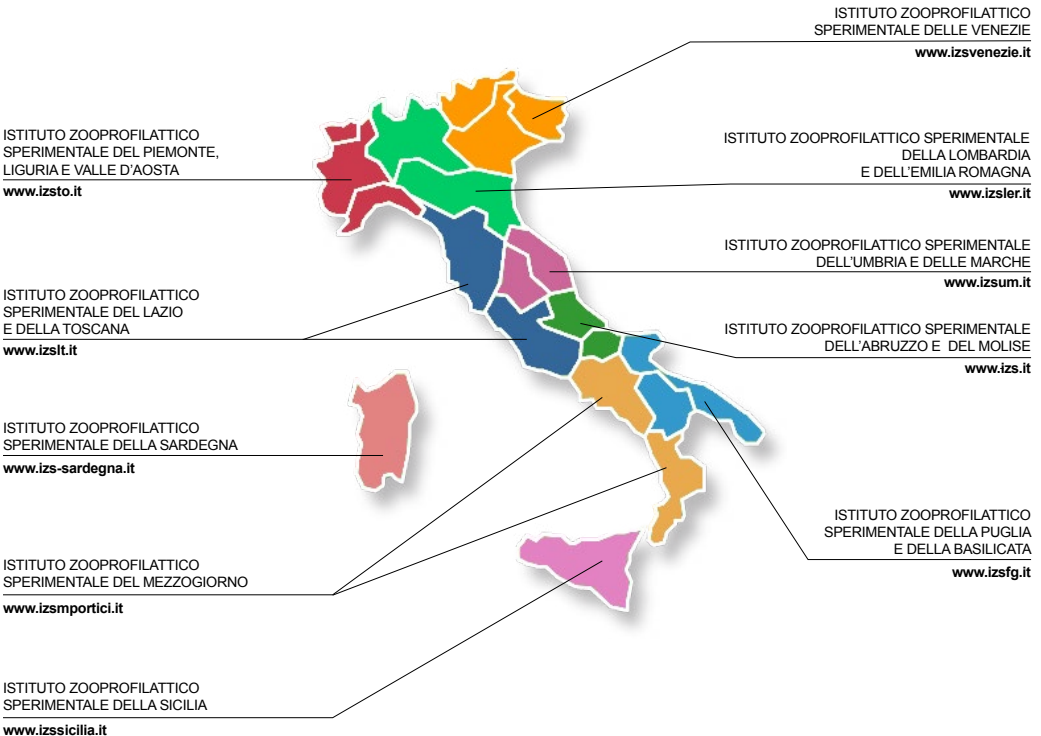 ISTITUTO ZOOPROFILATTICO
SPERIMENTALE DELLE VENEZIE
www.izsvenezie.it
ISTITUTO ZOOPROFILATTICO
SPERIMENTALE DEL PIEMONTE,
LIGURIA E VALLE D'AOSTA
www.izsto.it
ISTITUTO ZOOPROFILATTICO SPERIMENTALE
DELLA LOMBARDIA
E DELL'EMILIA ROMAGNA
www.izsler.it
ISTITUTO ZOOPROFILATTICO SPERIMENTALE
DELL'UMBRIA E DELLE MARCHE
www.izsum.it
ISTITUTO ZOOPROFILATTICO
SPERIMENTALE DEL LAZIO
E DELLA TOSCANA
www.izslt.it
ISTITUTO ZOOPROFILATTICO SPERIMENTALE
DELL'ABRUZZO E DEL MOLISE
www.izs.it
ISTITUTO ZOOPROFILATTICO
SPERIMENTALE DELLA SARDEGNA
www.izs-sardegna.it
ISTITUTO ZOOPROFILATTICO
SPERIMENTALE DELLA PUGLIA
E DELLA BASILICATA
www.izsfg.it
ISTITUTO ZOOPROFILATTICO
SPERIMENTALE DEL MEZZOGIORNO
www.izsmportici.it
ISTITUTO ZOOPROFILATTICO
SPERIMENTALE DELLA SICILIA
www.izssicilia.it